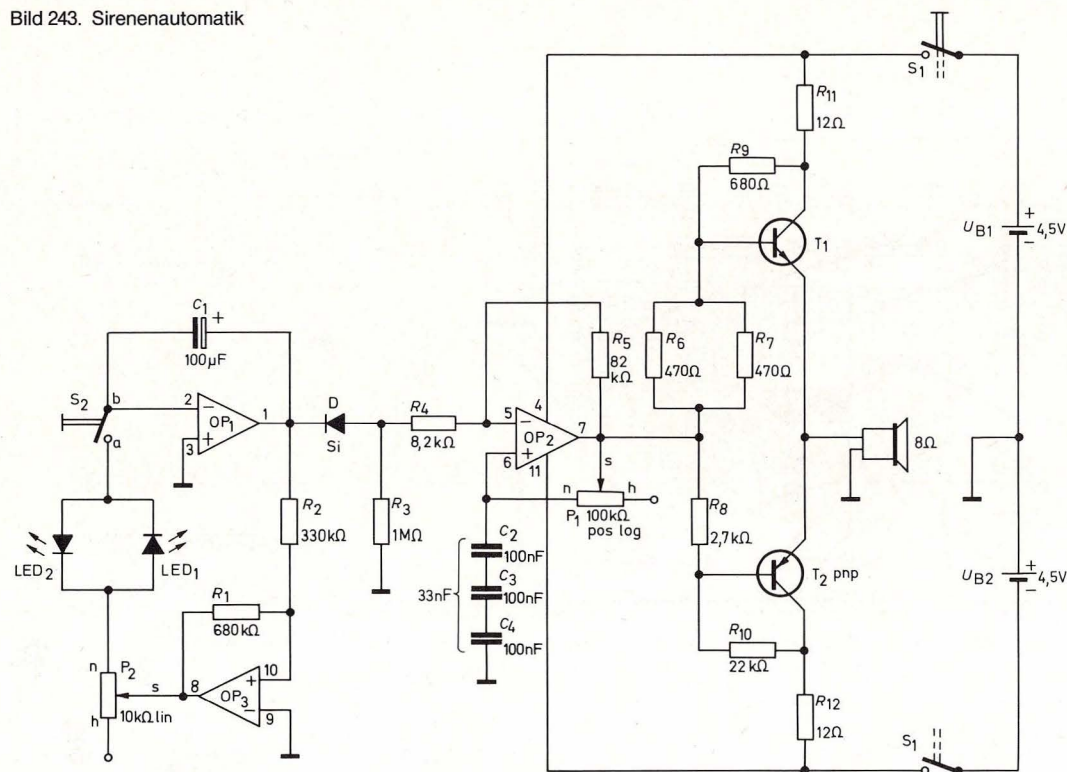 Bild 243. Sirenenautomatik
S1
R11
12Ω
R9
680Ω
UB1
+
−
4,5V
T1
C1
+
100µF
R5
82
kΩ
R6
470Ω
R7
470Ω
S2
b
a
2
−
OP1
1
+
3
D
Si
R4
8,2kΩ
5
−
4
OP2
7
+
6
11
8Ω
s
n
h
P1
100kΩ
pos log
R2
330kΩ
R3
1MΩ
R8
2,7kΩ
C2
100nF
33nF
C3
100nF
C4
100nF
LED2
LED1
T2 pnp
UB2
+
−
4,5V
R1
680kΩ
R10
22kΩ
n
P2
s
h
10kΩ lin
8
OP3
10
+
−
9
R12
12Ω
S1